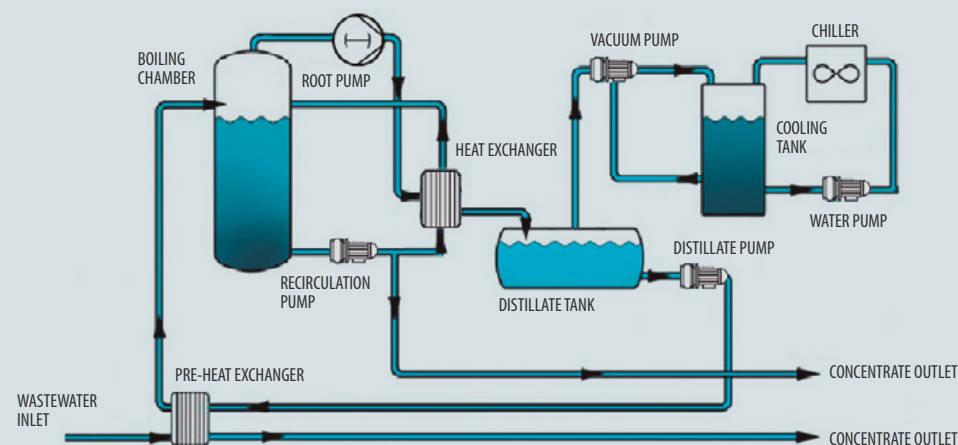 CHILLER
VACUUM PUMP
BOILING
CHAMBER
ROOT PUMP
COOLING
TANK
HEAT EXCHANGER
WATER PUMP
DISTILLATE PUMP
RECIRCULATION
PUMP
DISTILLATE TANK
PRE-HEAT EXCHANGER
CONCENTRATE OUTLET
WASTEWATER
INLET
CONCENTRATE OUTLET